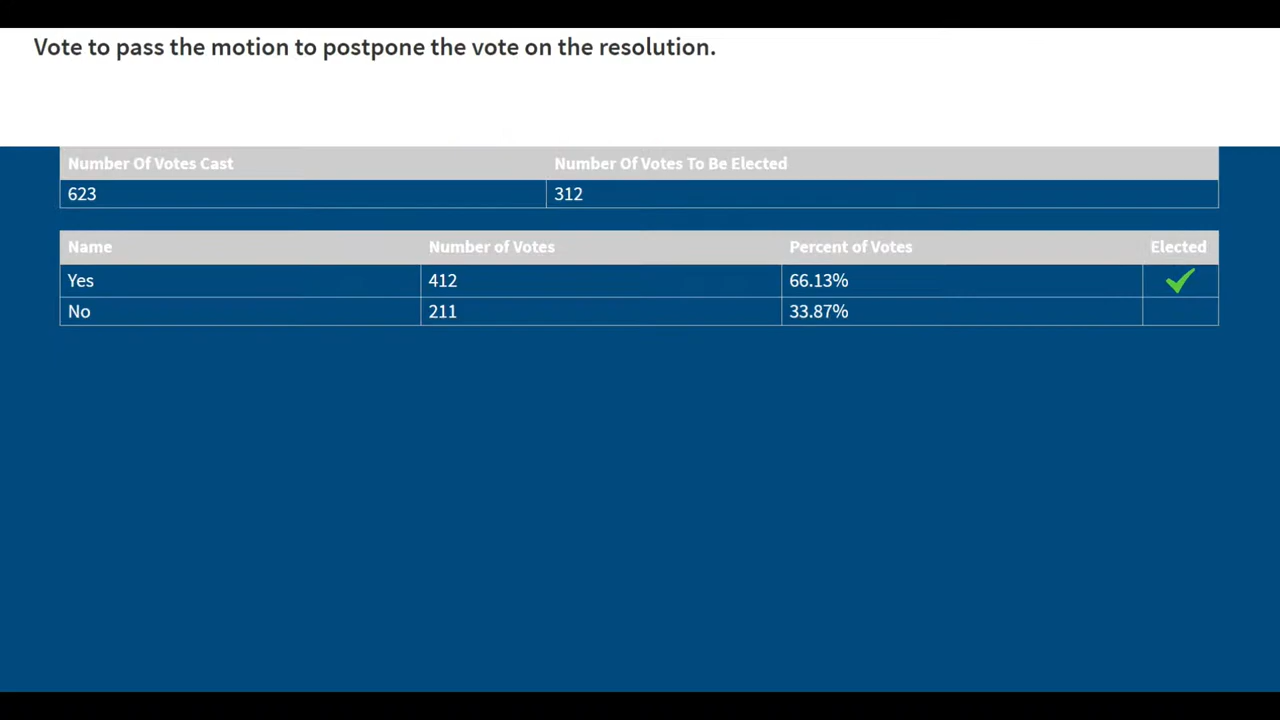 Vote to pass the motion to postpone the vote on the resolution.
Number Of Votes Cast Number Of Votes To Be Elected
623 312
Name Number of Votes Percent of Votes Elected
Yes 412 66.13%
No 211 33.87%